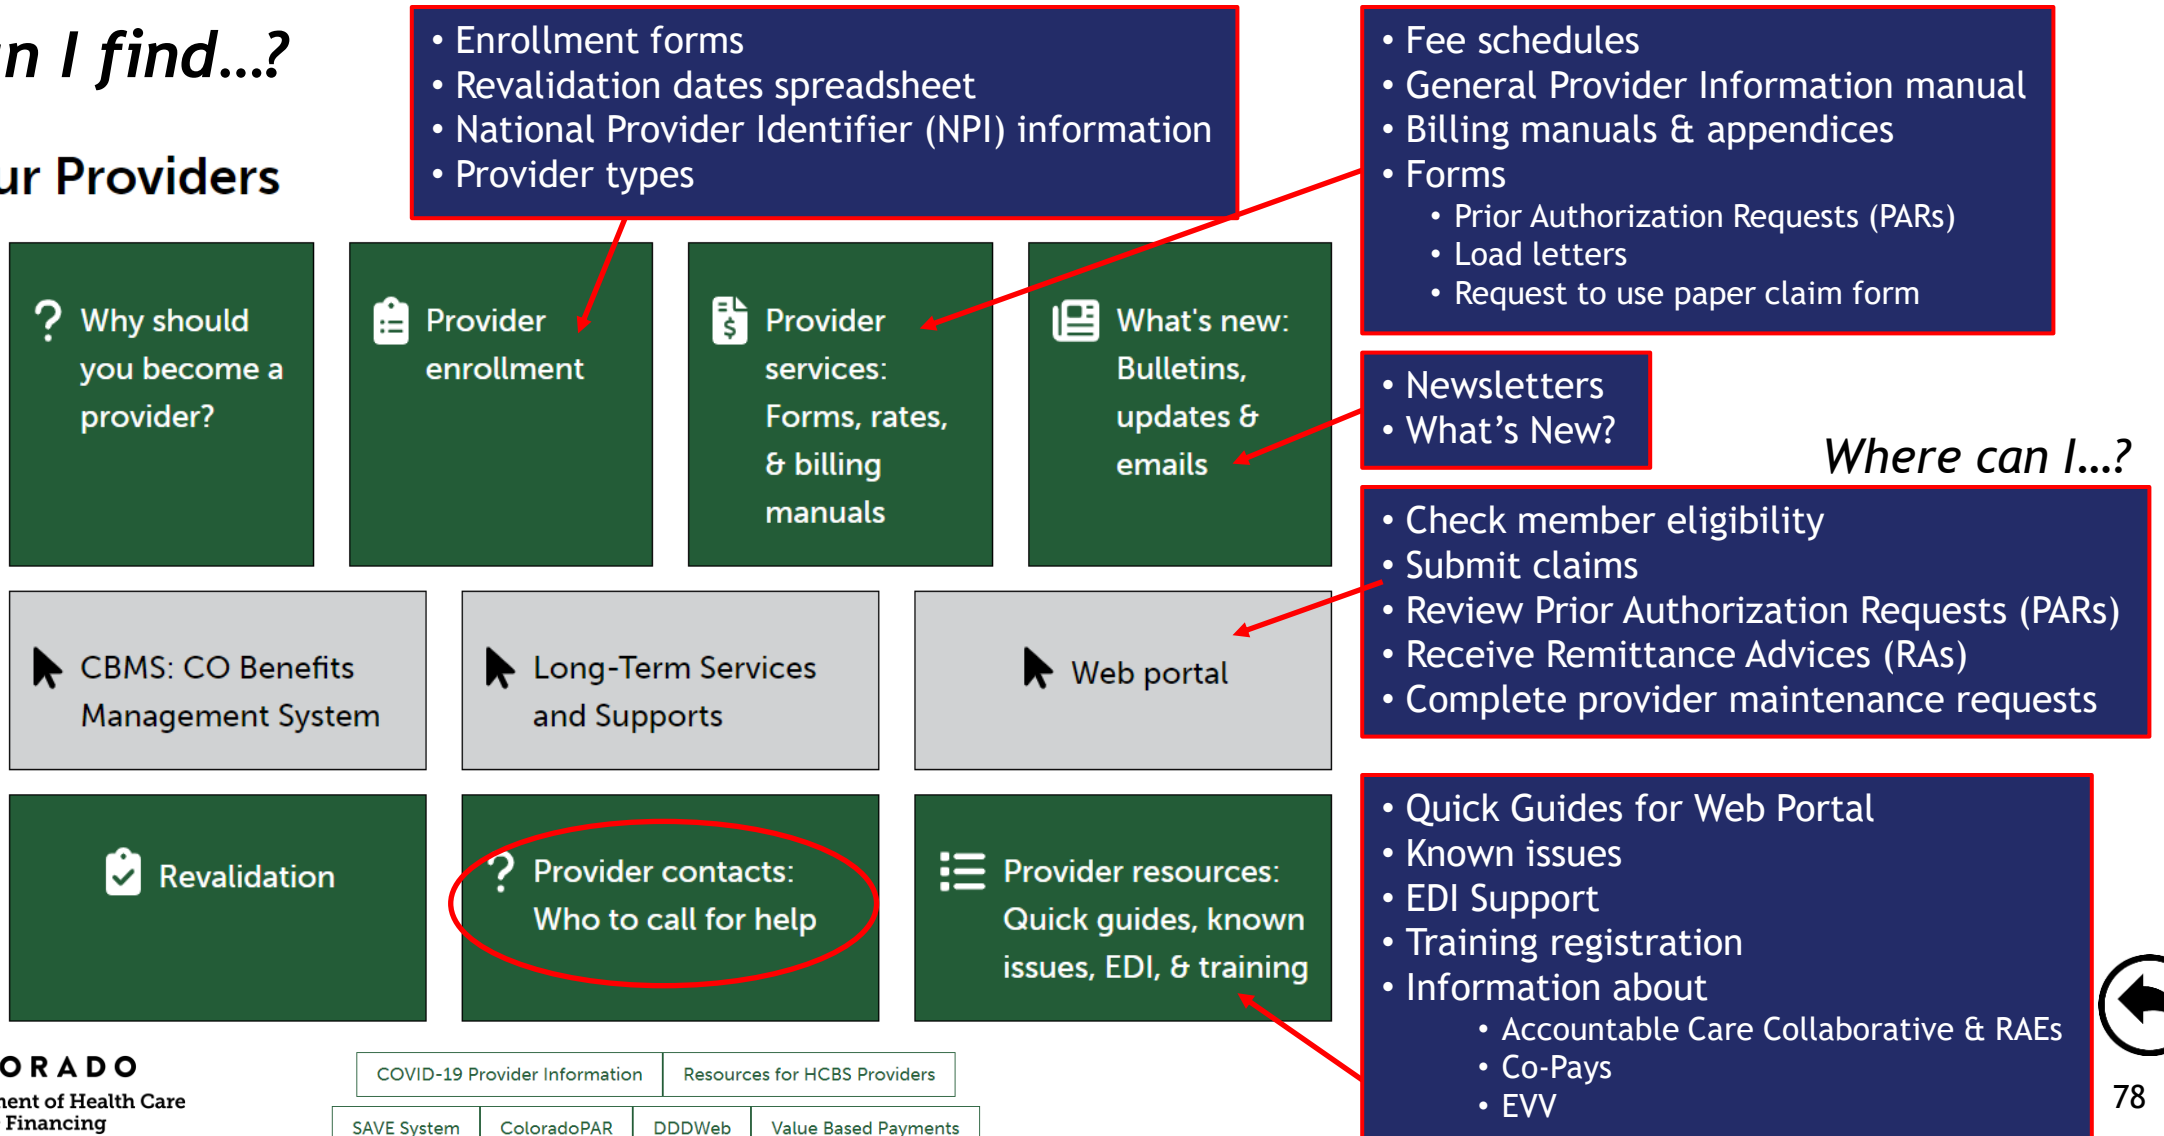 n I find…?
ur Providers
• Enrollment forms
• Revalidation dates spreadsheet
• National Provider Identifier (NPI) information
• Provider types
• Fee schedules
• General Provider Information manual
• Billing manuals & appendices
• Forms
• Prior Authorization Requests (PARs)
• Load letters
• Request to use paper claim form
? Why should
you become a
provider?
Provider
enrollment
Provider
services:
Forms, rates,
& billing
manuals
What's new:
Bulletins,
updates &
emails
• Newsletters
• What’s New?
Where can I…?
• Check member eligibility
• Submit claims
• Review Prior Authorization Requests (PARs)
• Receive Remittance Advices (RAs)
• Complete provider maintenance requests
CBMS: CO Benefits
Management System
Long-Term Services
and Supports
Web portal
Revalidation
? Provider contacts:
Who to call for help
Provider resources:
Quick guides, known
issues, EDI, & training
• Quick Guides for Web Portal
• Known issues
• EDI Support
• Training registration
• Information about
• Accountable Care Collaborative & RAEs
• Co-Pays
• EVV
ORADO
ment of Health Care
Financing
COVID-19 Provider Information
Resources for HCBS Providers
SAVE System
ColoradoPAR
DDDWeb
Value Based Payments
78